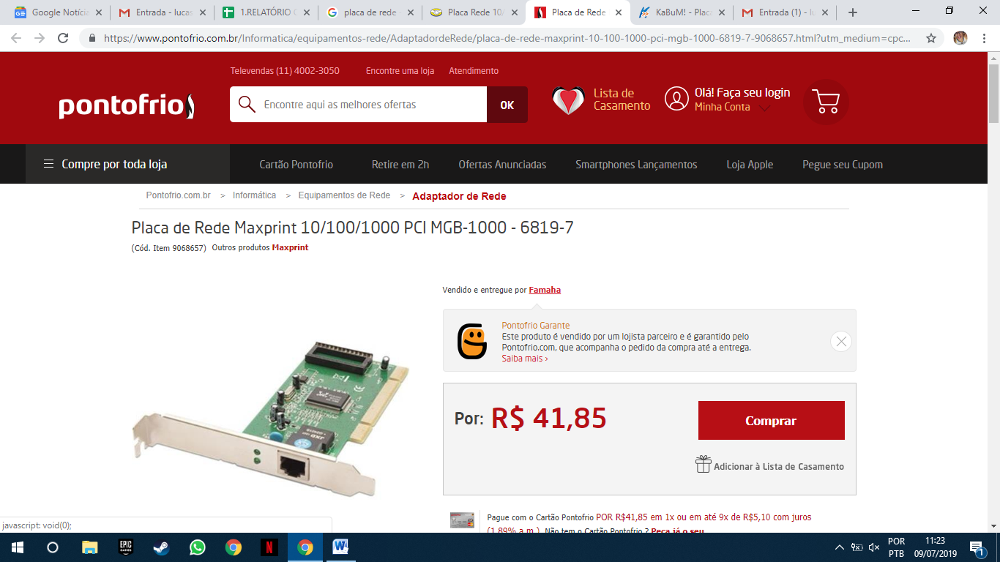 Google Notícia
Entrada - lucas
1.RELATÓRIO
placa de rede
Placa Rede 10/
Placa de Rede
KaBuM! - Placa
Entrada (1) - lu
https://www.pontofrio.com.br/Informatica/equipamentos-rede/AdaptadordeRede/placa-de-rede-maxprint-10-100-1000-pci-mgb-1000-6819-7-9068657.html?utm_medium=cpc...
Televendas (11) 4002-3050 Encontre uma loja Atendimento
pontofrio
Encontre aqui as melhores ofertas
OK
Lista de
Casamento
Olá! Faça seu login
Minha Conta
Compre por toda loja
Cartão Pontofrio Retire em 2h Ofertas Anunciadas Smartphones Lançamentos Loja Apple Pegue seu Cupom
Pontofrio.com.br > Informática > Equipamentos de Rede > Adaptador de Rede
Placa de Rede Maxprint 10/100/1000 PCI MGB-1000 - 6819-7
(Cód. Item 9068657) Outros produtos Maxprint
Vendido e entregue por Famaha
Pontofrio Garante
Este produto é vendido por um lojista parceiro e é garantido pelo
Pontofrio.com, que acompanha o pedido da compra até a entrega.
Saiba mais >
Por: R$ 41,85
Comprar
Adicionar à Lista de Casamento
Pague com o Cartão Pontofrio POR R$41,85 em 1x ou em até 9x de R$5,10 com juros
(1,89% a.m.). Não tem o Cartão Pontofrio ? Peça já o seu
javascript: void(0);
EPIC
GAMES
POR
PTB
11:23
09/07/2019
1